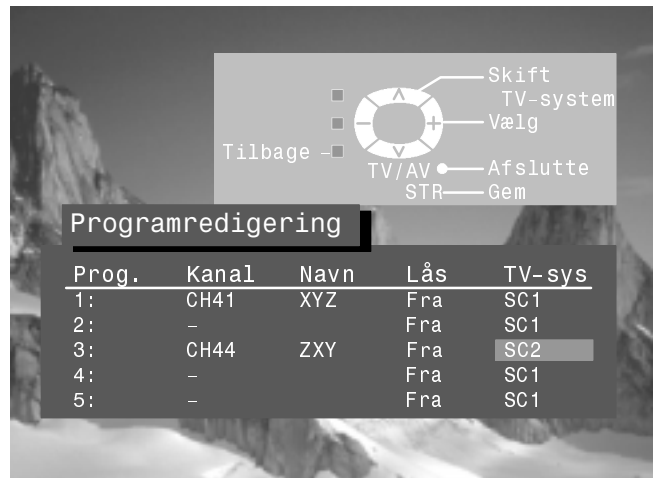 Skift
TV-system
Vælg
Tilbage
TV/AV Afslutte
STR Gem
Programredigering
Prog. Kanal Navn Lås TV-sys
1: CH41 XYZ Fra SC1
2: – Fra SC1
3: CH44 ZXY Fra SC2
4: – Fra SC1
5: – Fra SC1